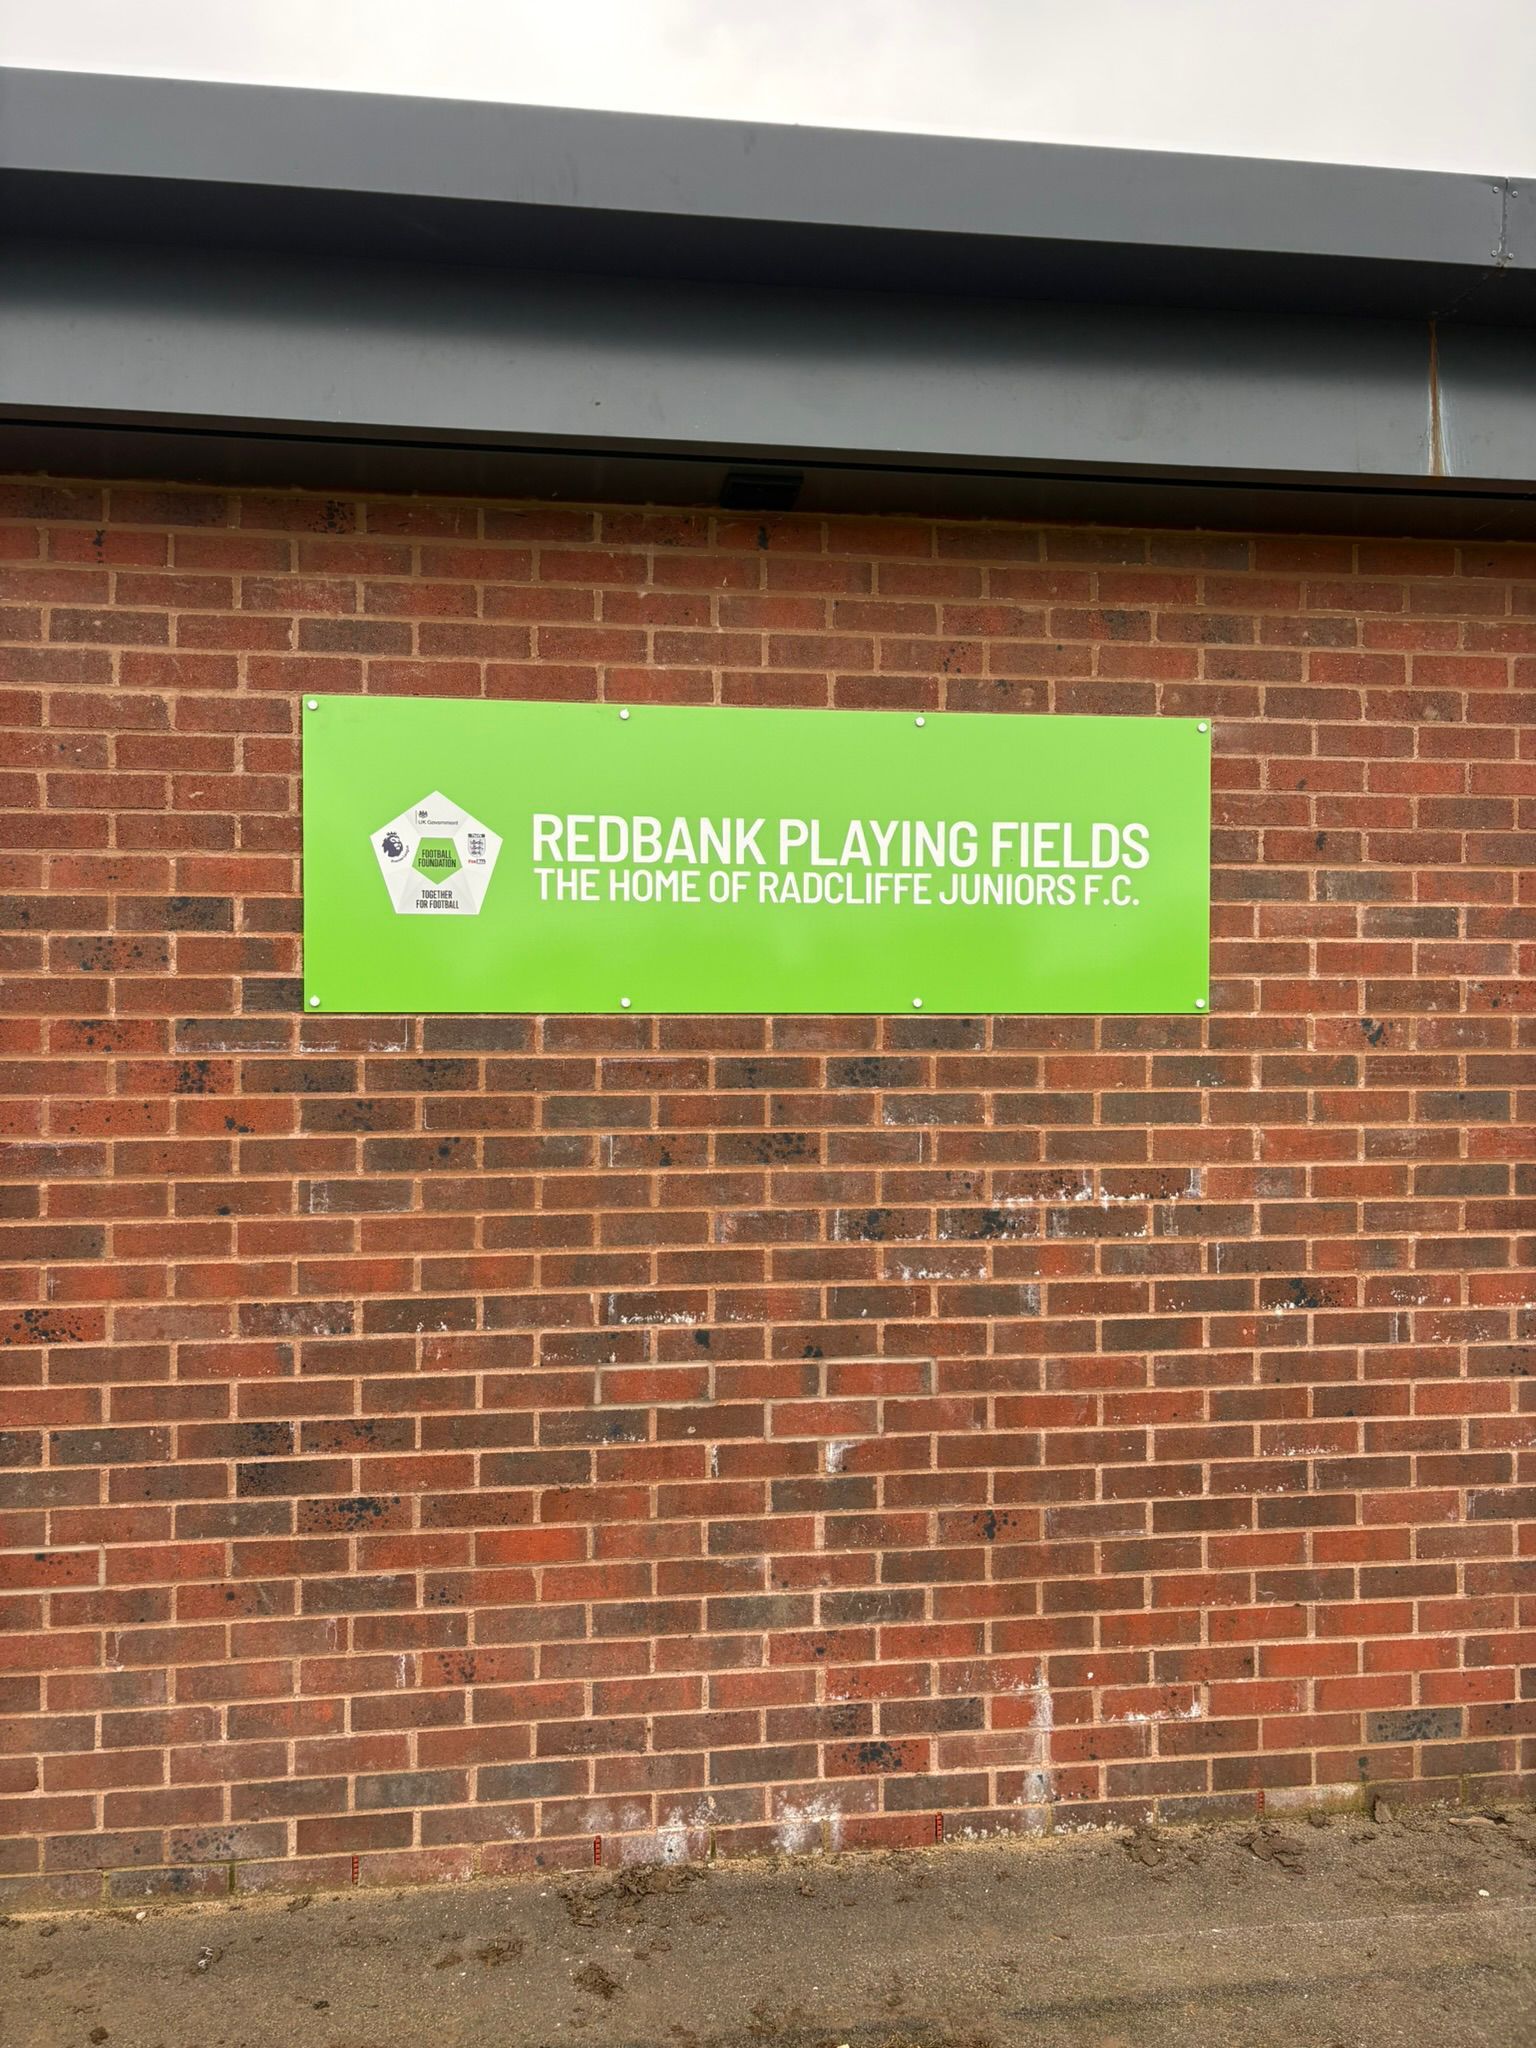 UK Government
FOOTBALL
FOUNDATION
TOGETHER
FOR FOOTBALL
REDBANK PLAYING FIELDS
THE HOME OF RADCLIFFE JUNIORS F.C.